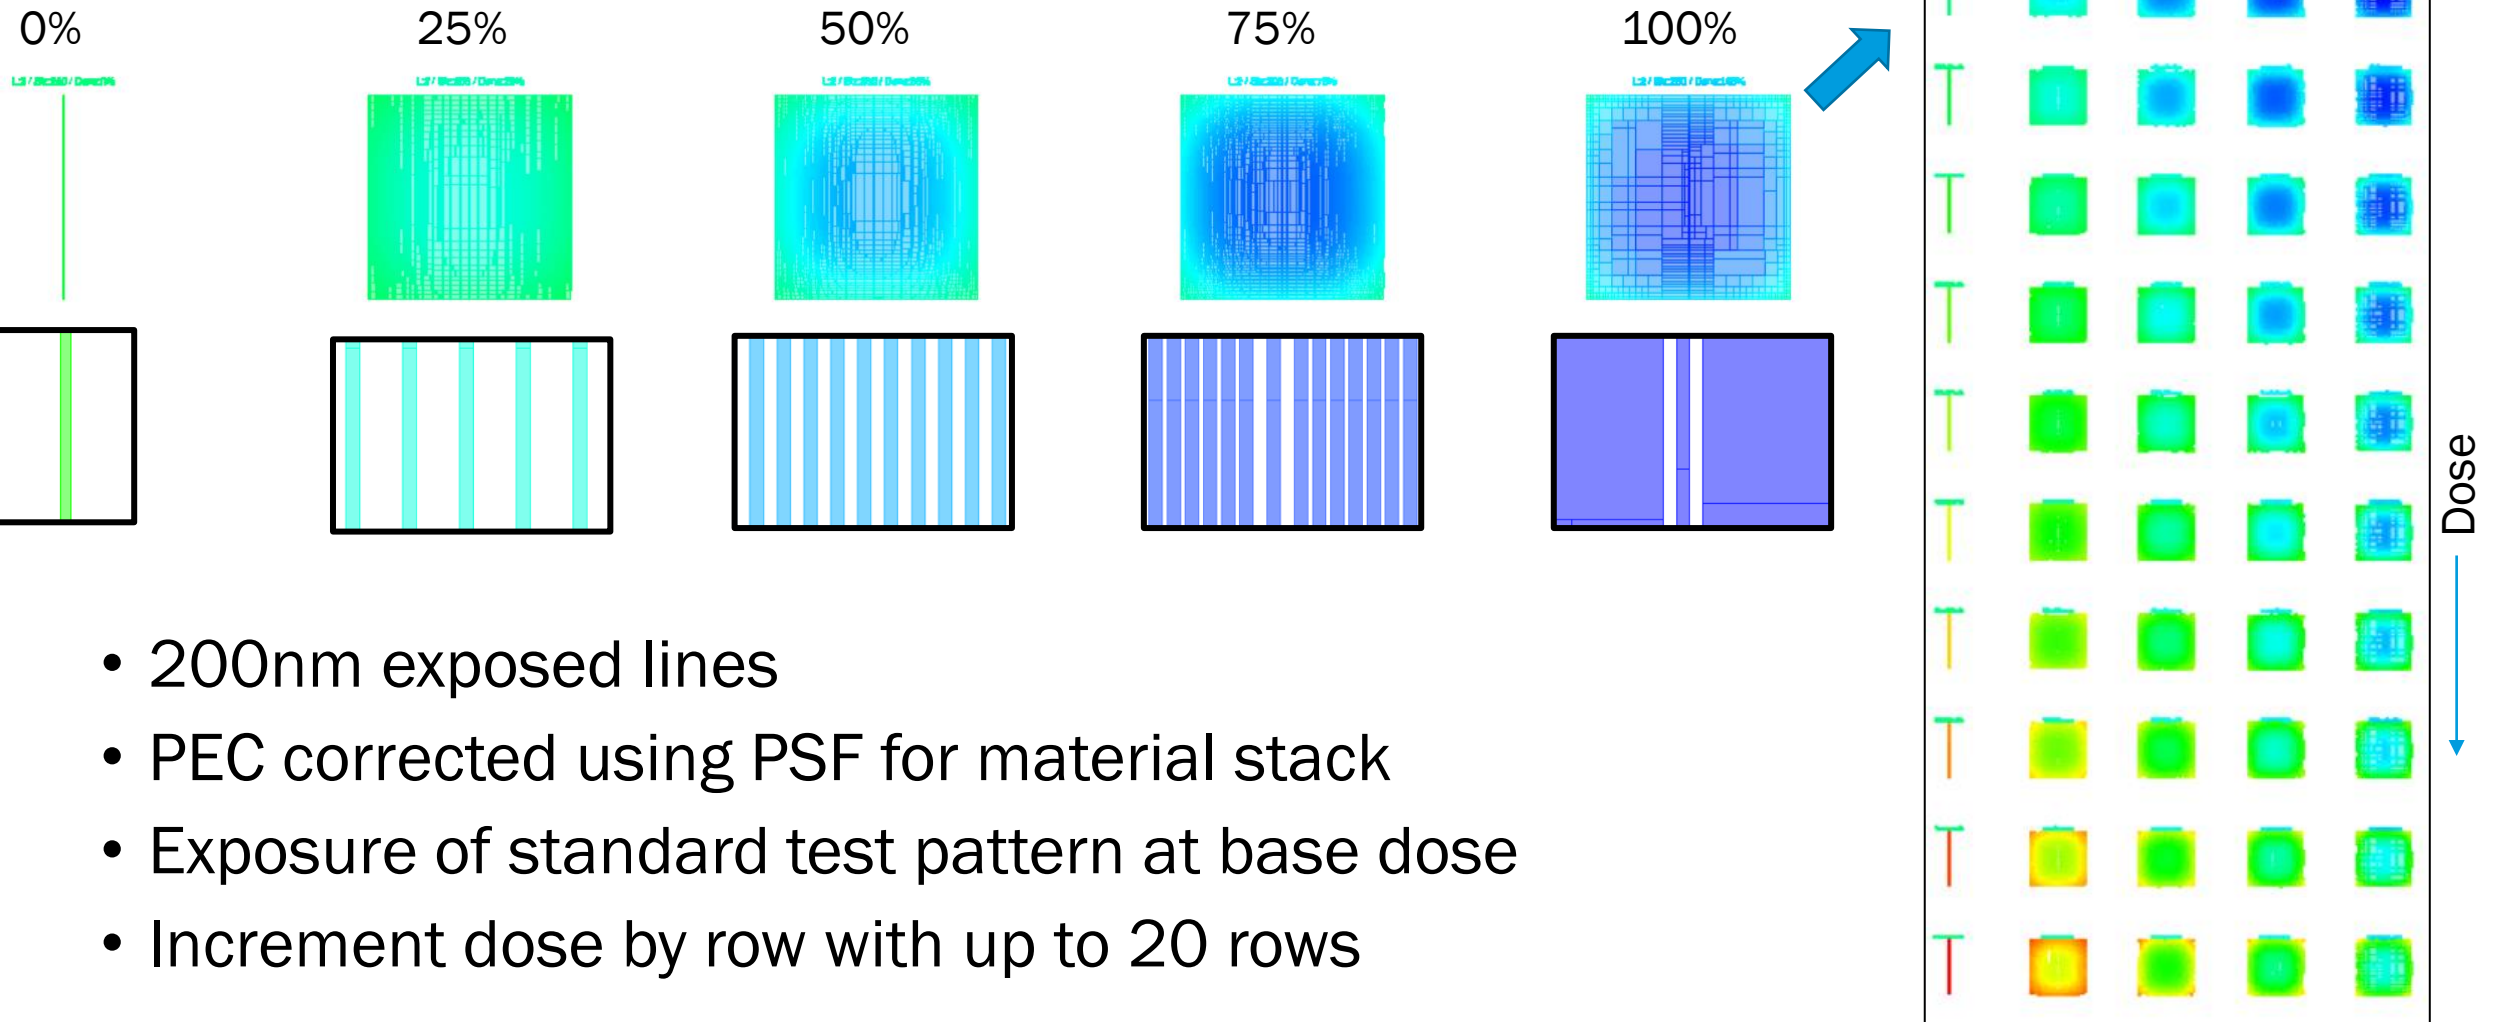 0%
25%
50%
75%
100%
Dose
• 200nm exposed lines
• PEC corrected using PSF for material stack
• Exposure of standard test pattern at base dose
• Increment dose by row with up to 20 rows